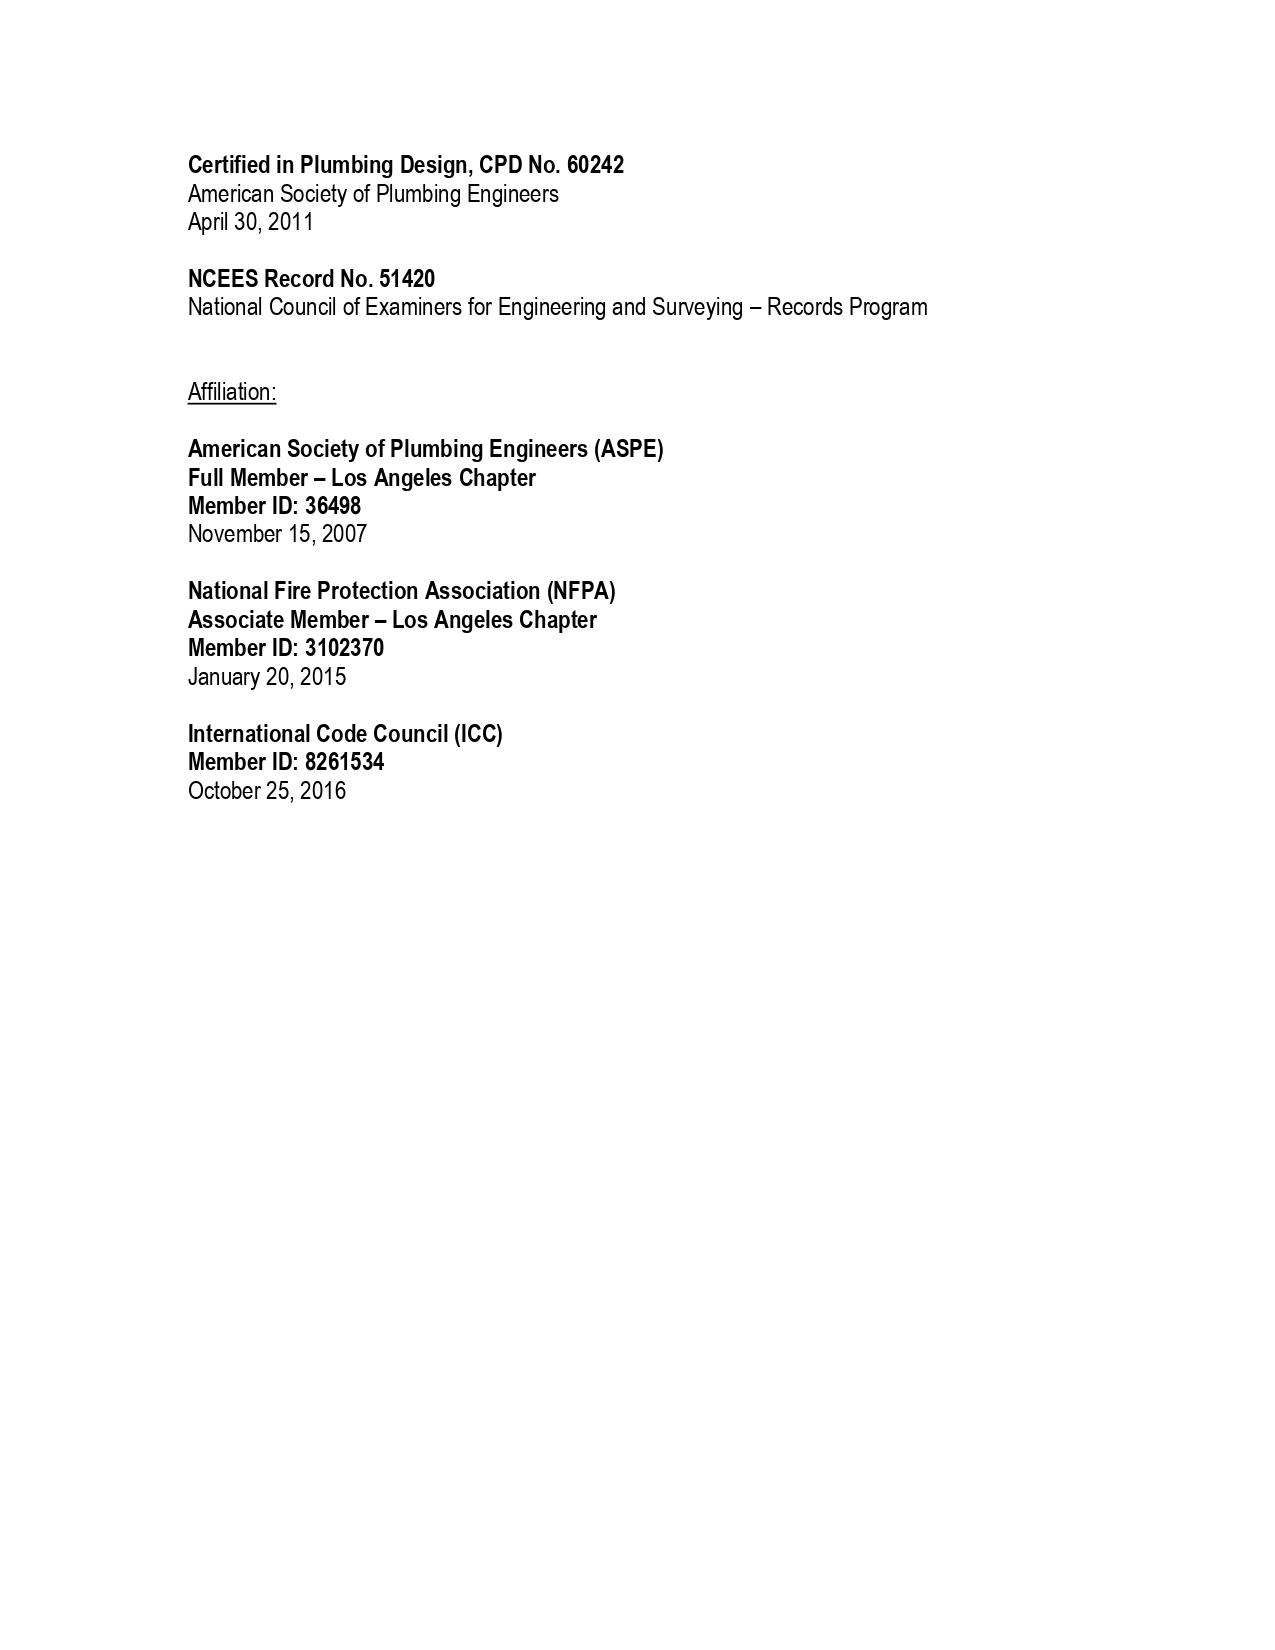 Certified in Plumbing Design, CPD No. 60242
American Society of Plumbing Engineers
April 30, 2011
NCEES Record No. 51420
National Council of Examiners for Engineering and Surveying – Records Program
Affiliation:
American Society of Plumbing Engineers (ASPE)
Full Member – Los Angeles Chapter
Member ID: 36498
November 15, 2007
National Fire Protection Association (NFPA)
Associate Member – Los Angeles Chapter
Member ID: 3102370
January 20, 2015
International Code Council (ICC)
Member ID: 8261534
October 25, 2016